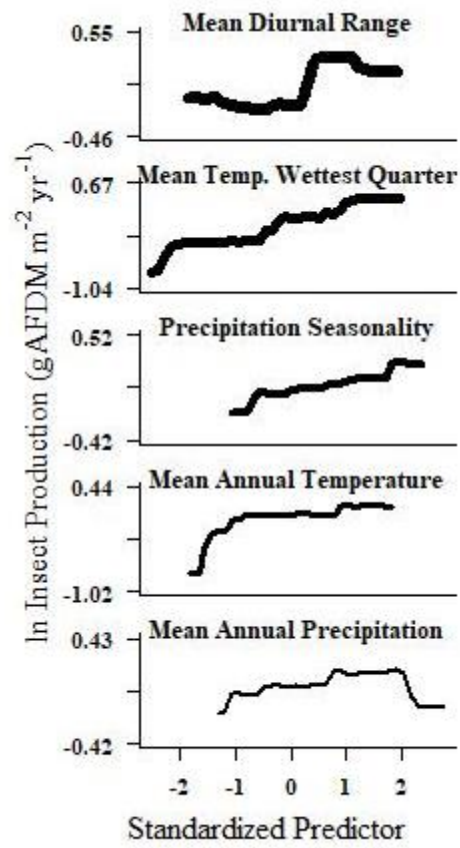 Mean Diurnal Range
0.55
-0.46
Mean Temp. Wettest Quarter
0.67
-1.04
Precipitation Seasonality
0.52
-0.42
Mean Annual Temperature
0.44
-1.02
Mean Annual Precipitation
0.43
-0.42
-2 -1 0 1 2
Standardized Predictor
ln Insect Production (gAFDM m-2 yr-1)